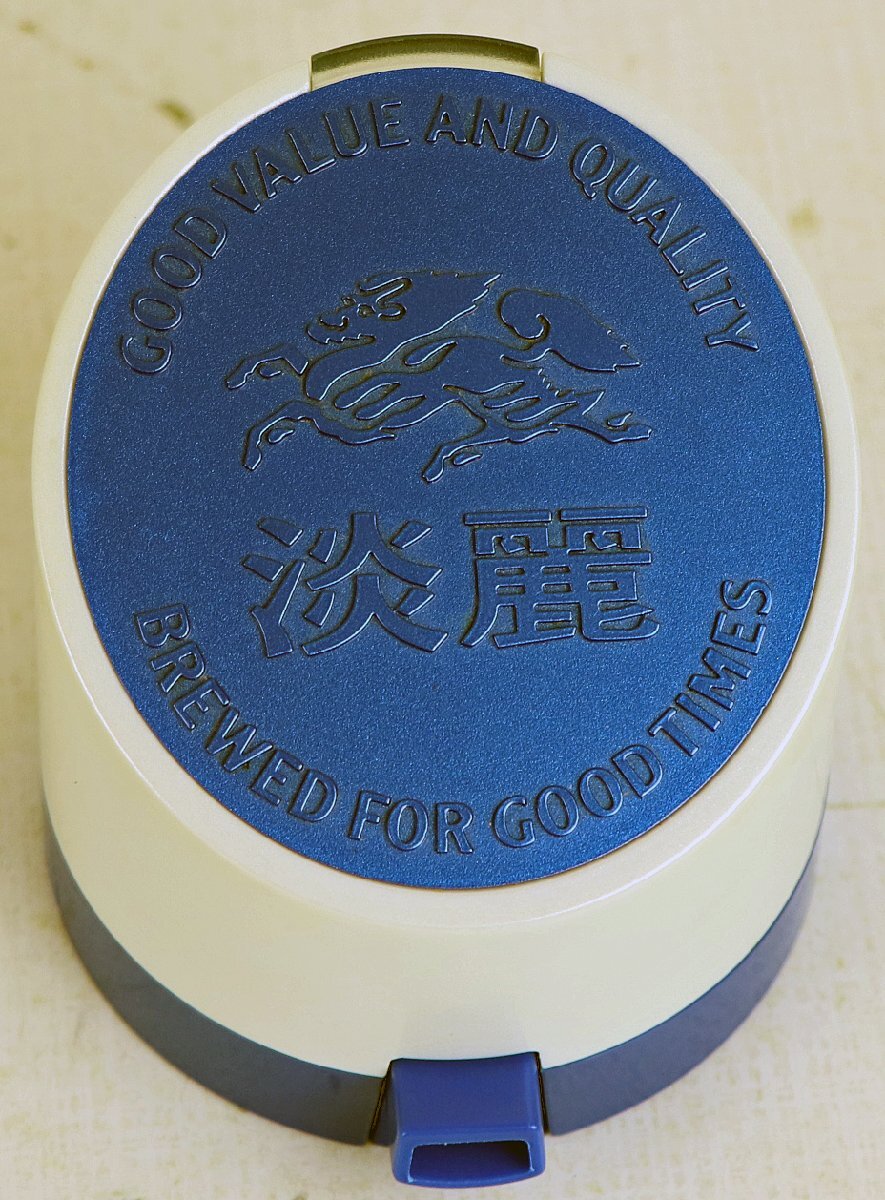 GOOD VALUE AND QUALITY
淡麗
BREWED FOR GOOD TIMES